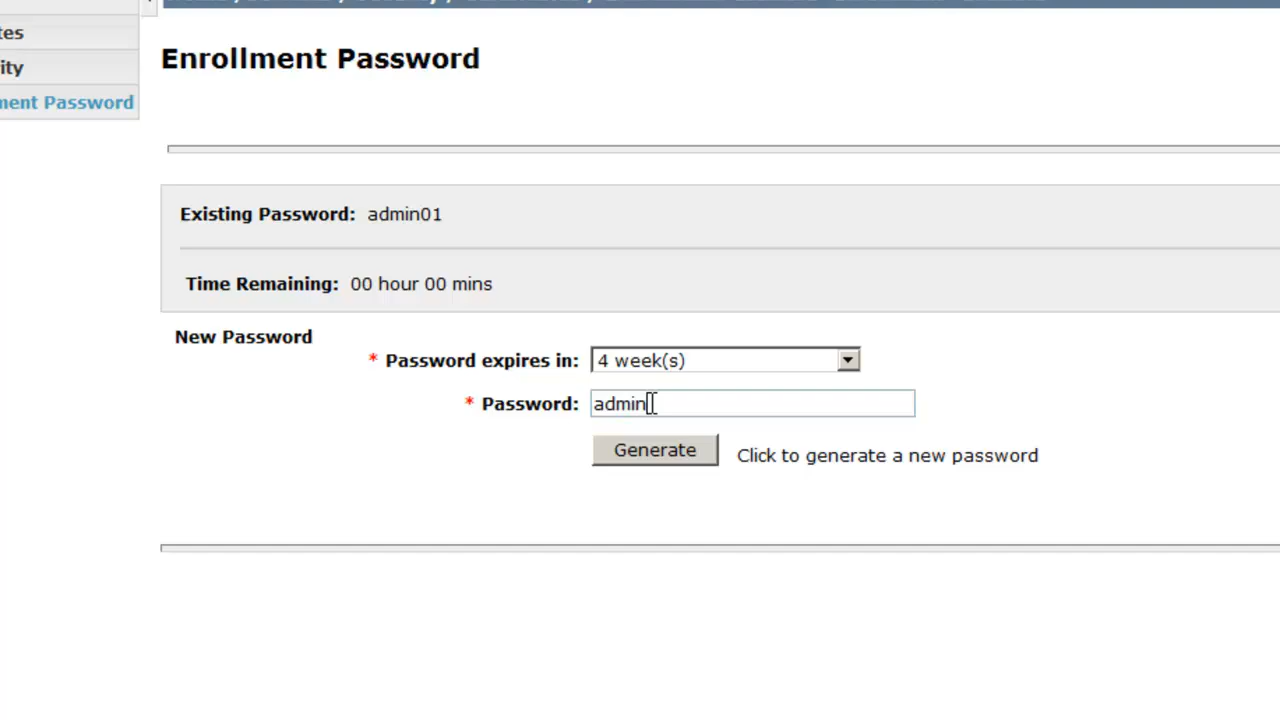 tes
ity
ment Password
Enrollment Password
Existing Password: admin01
Time Remaining: 00 hour 00 mins
New Password
* Password expires in: 4 week(s)
* Password: admin
Generate Click to generate a new password